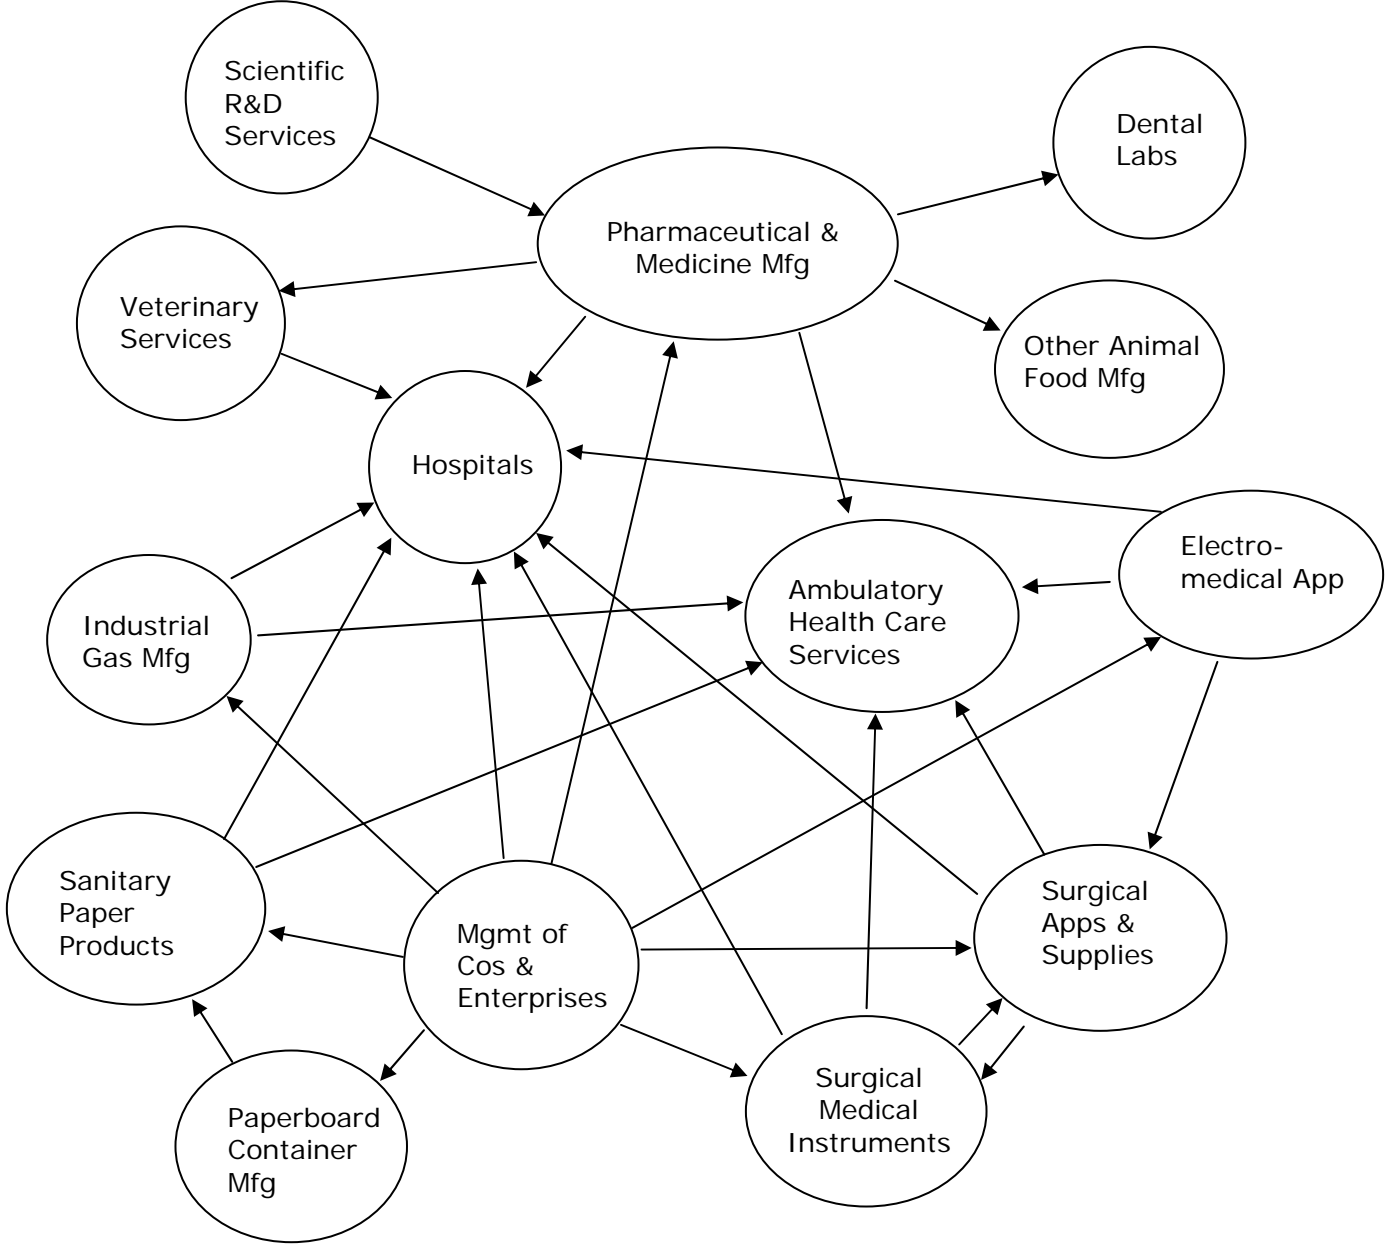 Scientific
R&D
Services
Dental
Labs
Pharmaceutical &
Medicine Mfg
Veterinary
Services
Other Animal
Food Mfg
Hospitals
Electro-
medical App
Ambulatory
Health Care
Services
Industrial
Gas Mfg
Sanitary
Paper
Products
Mgmt of
Cos &
Enterprises
Surgical
Apps &
Supplies
Surgical
Medical
Instruments
Paperboard
Container
Mfg